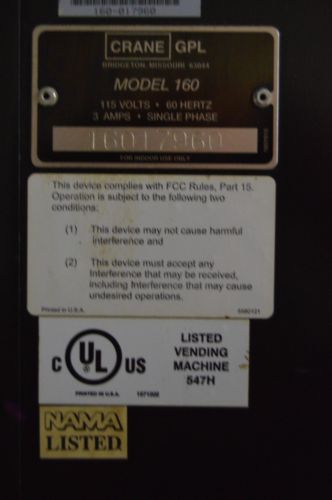 160-017960
CRANE GPL
BRIDGETON, MISSOURI 63044
MODEL 160
115 VOLTS • 60 HERTZ
3 AMPS • SINGLE PHASE
16017960
FOR INDOOR USE ONLY
This device complies with FCC Rules, Part 15.
Operation is subject to the following two
conditions:
(1) This device may not cause harmful
interference and
(2) This device must accept any
Interference that may be received,
including Interference that may cause
undesired operations.
Printed in U.S.A.
C UL US
LISTED
VENDING
MACHINE
547H
PRINTED IN U.S.A.
NAMA
LISTED